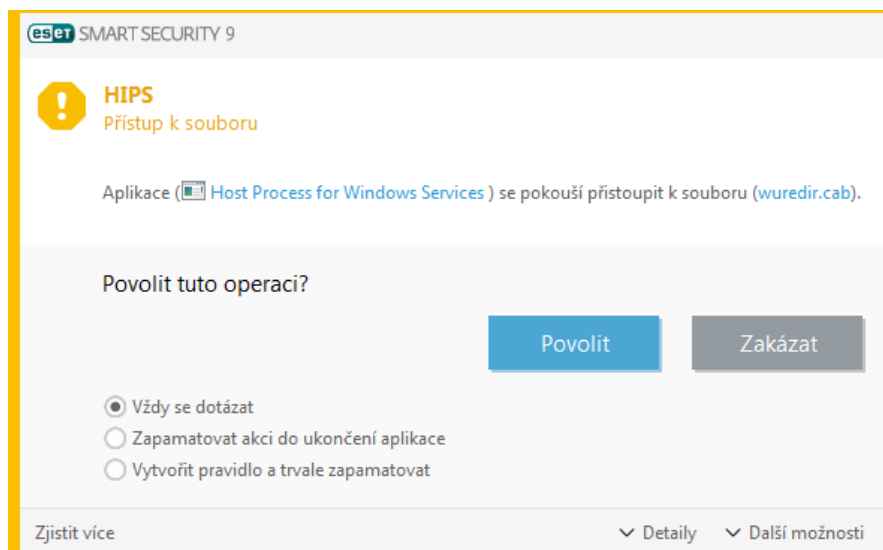 eseT SMART SECURITY 9
HIPS
Přístup k souboru
Aplikace ( Host Process for Windows Services ) se pokouší přistoupit k souboru (wuredir.cab).
Povolit tuto operaci?
Povolit Zakázat
Vždy se dotázat
Zapamatovat akci do ukončení aplikace
Vytvořit pravidlo a trvale zapamatovat
Zjistit více Detaily Další možnosti